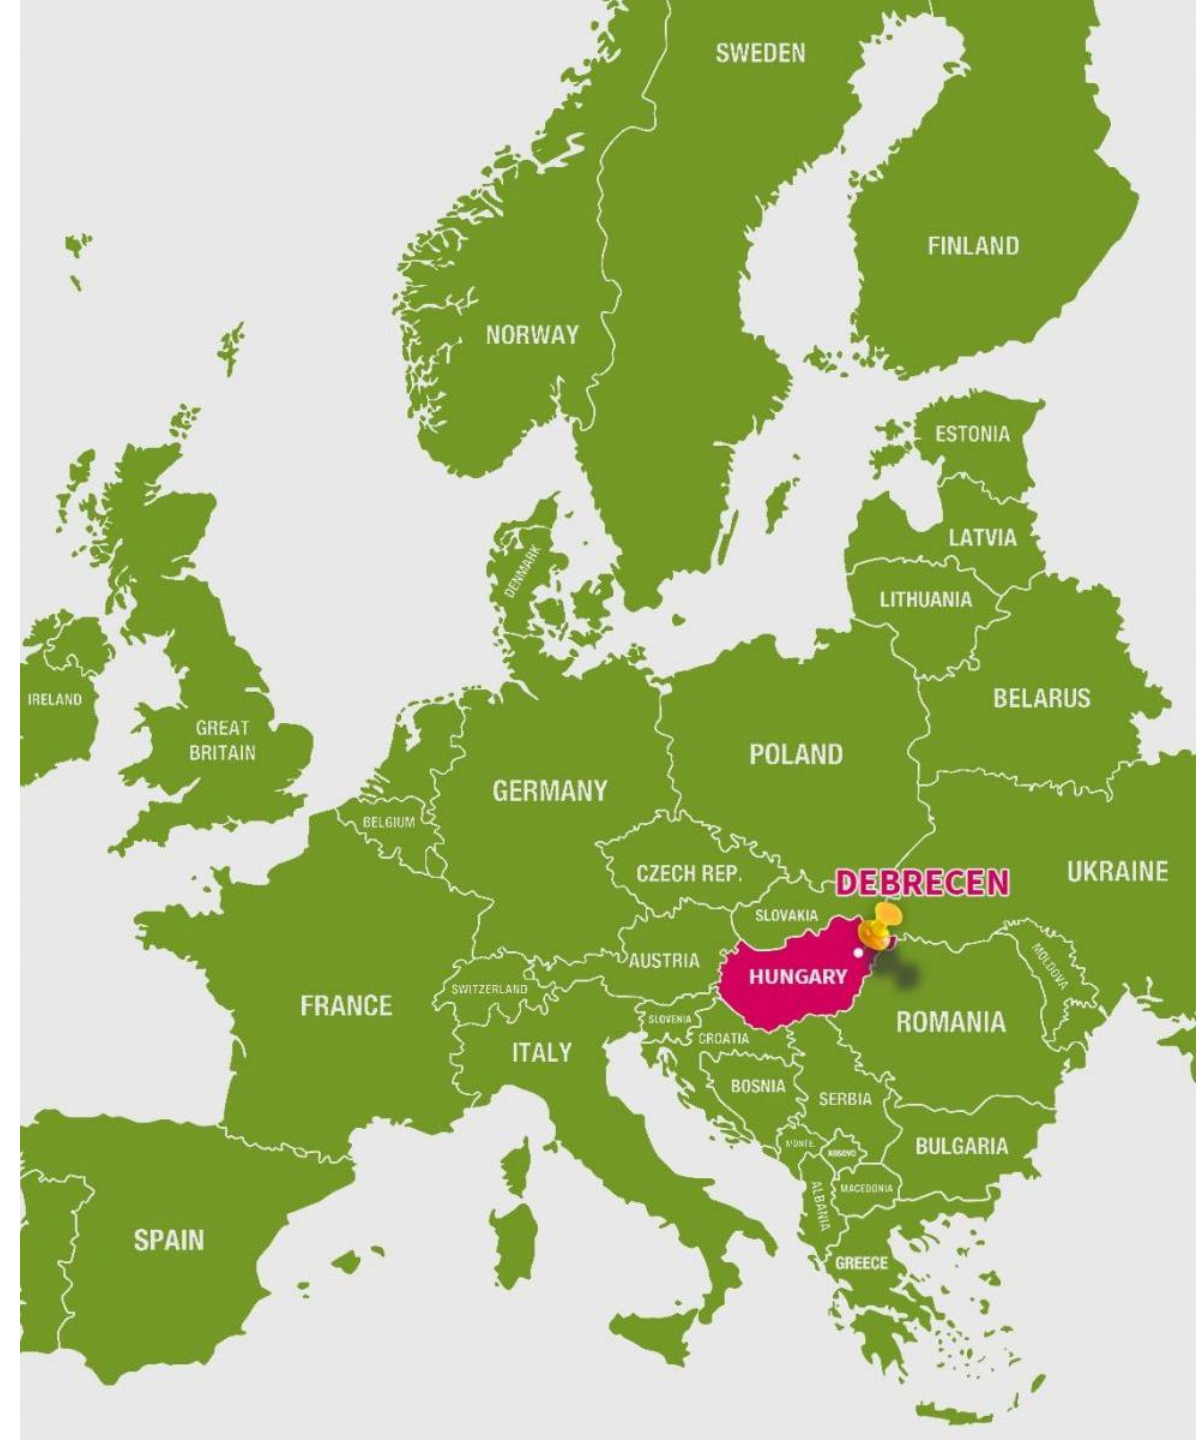 SWEDEN
FINLAND
NORWAY
ESTONIA
LATVIA
DENMARK
LITHUANIA
IRELAND
BELARUS
GREAT
BRITAIN
POLAND
GERMANY
BELGIUM
UKRAINE
CZECH REP.
DEBRECEN
SLOVAKIA
AUSTRIA
MOLDOVA
HUNGARY
SWITZERLAND
FRANCE
SLOVENIA
ROMANIA
CROATIA
ITALY
BOSNIA
SERBIA
MONTE.
KOSOVO
BULGARIA
MACEDONIA
ALBANIA
SPAIN
GREECE